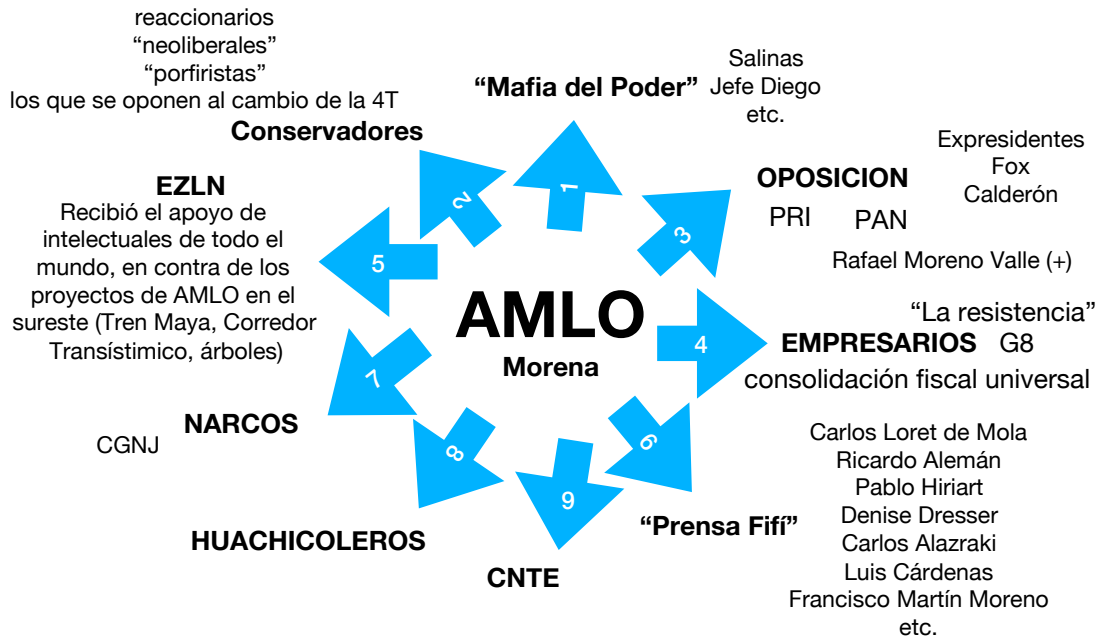 reaccionarios
“neoliberales”
“porfiristas”
los que se oponen al cambio de la 4T
Conservadores
“Mafia del Poder”
Salinas
Jefe Diego
etc.
1
2
3
OPOSICION
PRI PAN
Expresidentes
Fox
Calderón
Rafael Moreno Valle (+)
EZLN
Recibió el apoyo de
intelectuales de todo el
mundo, en contra de los
proyectos de AMLO en el
sureste (Tren Maya, Corredor
Transístimico, árboles)
5
AMLO
Morena
4
“La resistencia”
EMPRESARIOS G8
consolidación fiscal universal
7
NARCOS
CGNJ
8
HUACHICOLEROS
9
CNTE
6
“Prensa Fifí”
Carlos Loret de Mola
Ricardo Alemán
Pablo Hiriart
Denise Dresser
Carlos Alazraki
Luis Cárdenas
Francisco Martín Moreno
etc.